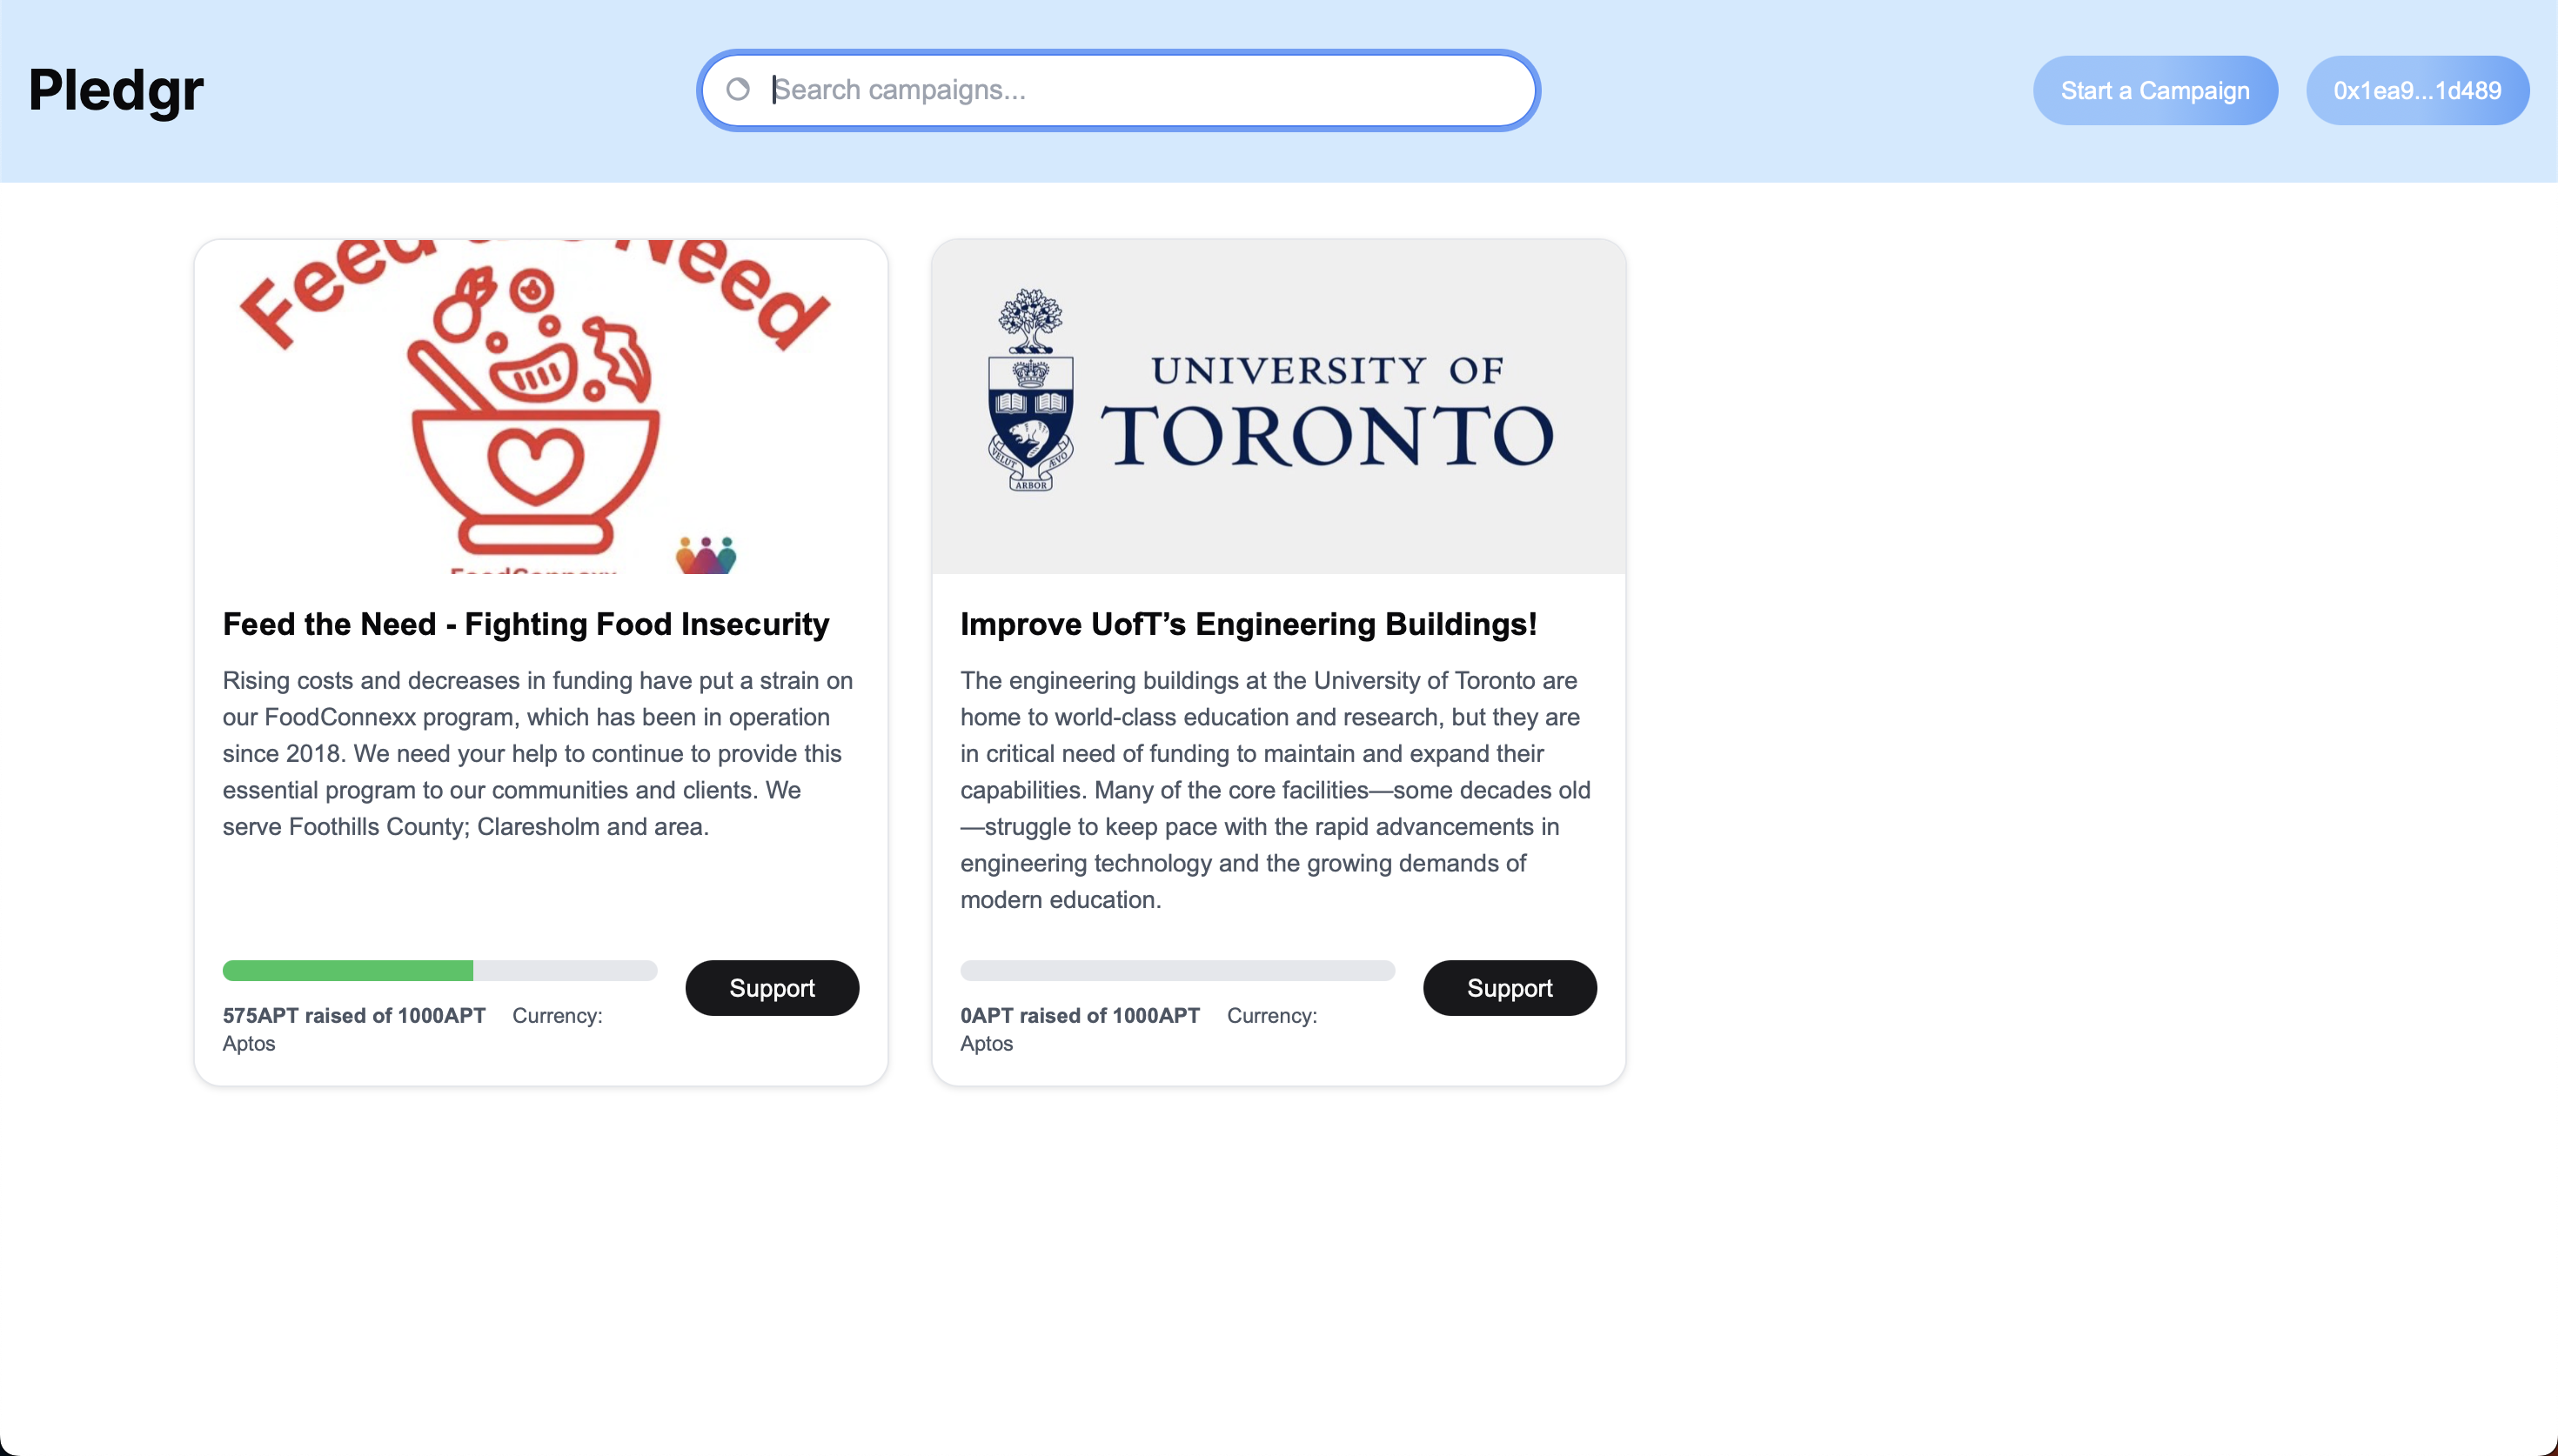 Pledgr
Search campaigns...
Start a Campaign
0x1ea9...1d489
Feed Need
UNIVERSITY OF
TORONTO
VELUT ÆVO
ARBOR
Feed the Need - Fighting Food Insecurity
Rising costs and decreases in funding have put a strain on
our FoodConnexx program, which has been in operation
since 2018. We need your help to continue to provide this
essential program to our communities and clients. We
serve Foothills County; Claresholm and area.
575APT raised of 1000APT Currency:
Aptos
Support
Improve UofT’s Engineering Buildings!
The engineering buildings at the University of Toronto are
home to world-class education and research, but they are
in critical need of funding to maintain and expand their
capabilities. Many of the core facilities—some decades old
—struggle to keep pace with the rapid advancements in
engineering technology and the growing demands of
modern education.
0APT raised of 1000APT Currency:
Aptos
Support